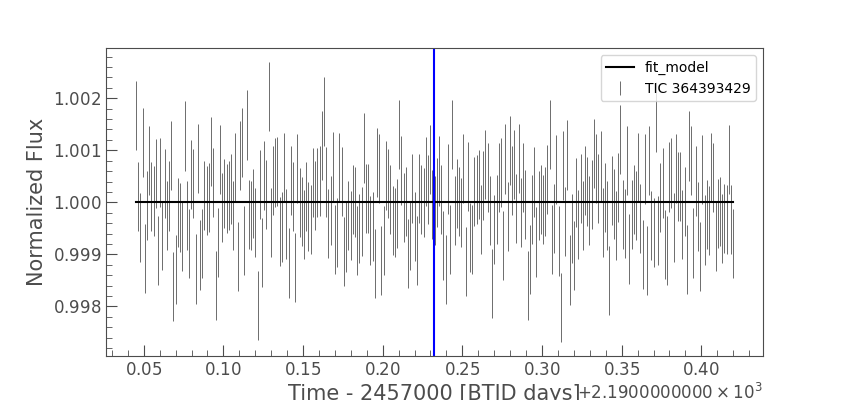 fit_model
TIC 364393429
Normalized Flux
1.002
1.001
1.000
0.999
0.998
0.05 0.10 0.15 0.20 0.25 0.30 0.35 0.40
Time - 2457000 [BTJD days]
+2.1900000000 × 10³